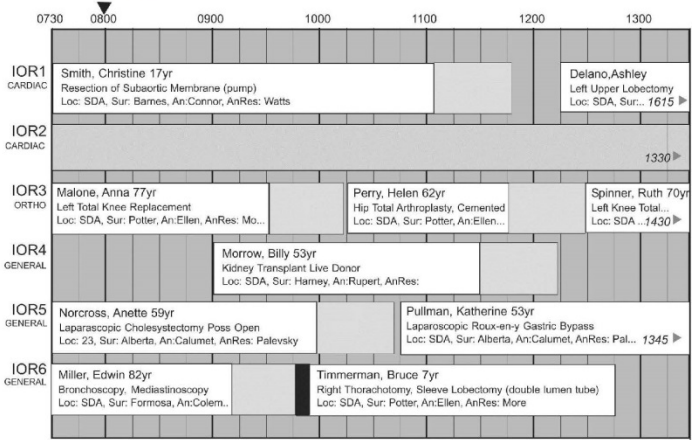 0730 0800 0900 1000 1100 1200 1300
IOR1
CARDIAC
Smith, Christine 17yr
Resection of Subaortic Membrane (pump)
Loc: SDA, Sur: Barnes, An:Connor, AnRes: Watts
Delano,Ashley
Left Upper Lobectomy
Loc: SDA, Sur:... 1615
IOR2
CARDIAC
1330
IOR3
ORTHO
Malone, Anna 77yr
Left Total Knee Replacement
Loc: SDA, Sur: Potter, An:Ellen, AnRes: Mo...
Perry, Helen 62yr
Hip Total Arthroplasty, Cemented
Loc: SDA, Sur: Potter, An:Ellen...
Spinner, Ruth 70yr
Left Knee Total...
Loc: SDA ...1430
IOR4
GENERAL
Morrow, Billy 53yr
Kidney Transplant Live Donor
Loc: SDA, Sur: Harney, An:Rupert, AnRes:
IOR5
GENERAL
Norcross, Anette 59yr
Laparascopic Cholesystectomy Poss Open
Loc: 23, Sur: Alberta, An:Calumet, AnRes: Palevsky
Pullman, Katherine 53yr
Laparoscopic Roux-en-y Gastric Bypass
Loc: SDA, Sur: Alberta, An:Calumet, AnRes: Pal... 1345
IOR6
GENERAL
Miller, Edwin 82yr
Bronchoscopy, Mediastinoscopy
Loc: SDA, Sur: Formosa, An:Colem..
Timmerman, Bruce 7yr
Right Thorachotomy, Sleeve Lobectomy (double lumen tube)
Loc: SDA, Sur: Potter, An:Ellen, AnRes: More